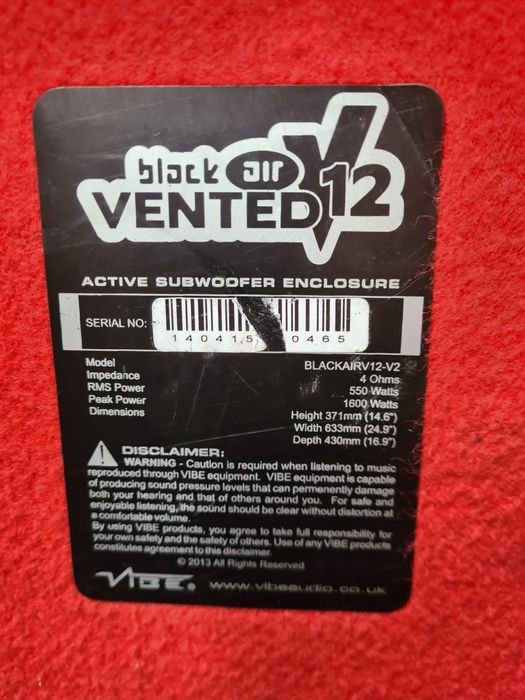 black air V12
VENTED
ACTIVE SUBWOOFER ENCLOSURE
SERIAL NO:
140415 0465
Model BLACKAIRV12-V2
Impedance 4 Ohms
RMS Power 550 Watts
Peak Power 1600 Watts
Dimensions Height 371mm (14.6")
Width 633mm (24.9")
Depth 430mm (16.9")
DISCLAIMER:
WARNING - Caution is required when listening to music
reproduced through VIBE equipment. VIBE equipment is capable
of producing sound pressure levels that can permanently damage
both your hearing and that of others around you. For safe and
enjoyable listening, the sound should be clear without distortion at
a comfortable volume.
By using VIBE products, you agree to take full responsibility for
your own safety and the safety of others. Use of any VIBE products
constitutes agreement to this disclaimer.
© 2013 All Rights Reserved
VIBE® www.vibeaudio.co.uk